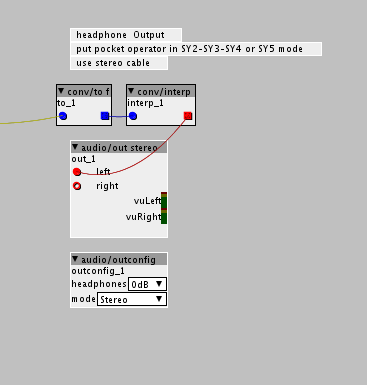 headphone  Output
put pocket operator in SY2-SY3-SY4 or SY5 mode
use stereo cable
conv/to f
conv/interp
to_1
interp_1
audio/out stereo
out_1
left
right
vuLeft
vuRight
audio/outconfig
outconfig_1
headphones 0dB
mode Stereo